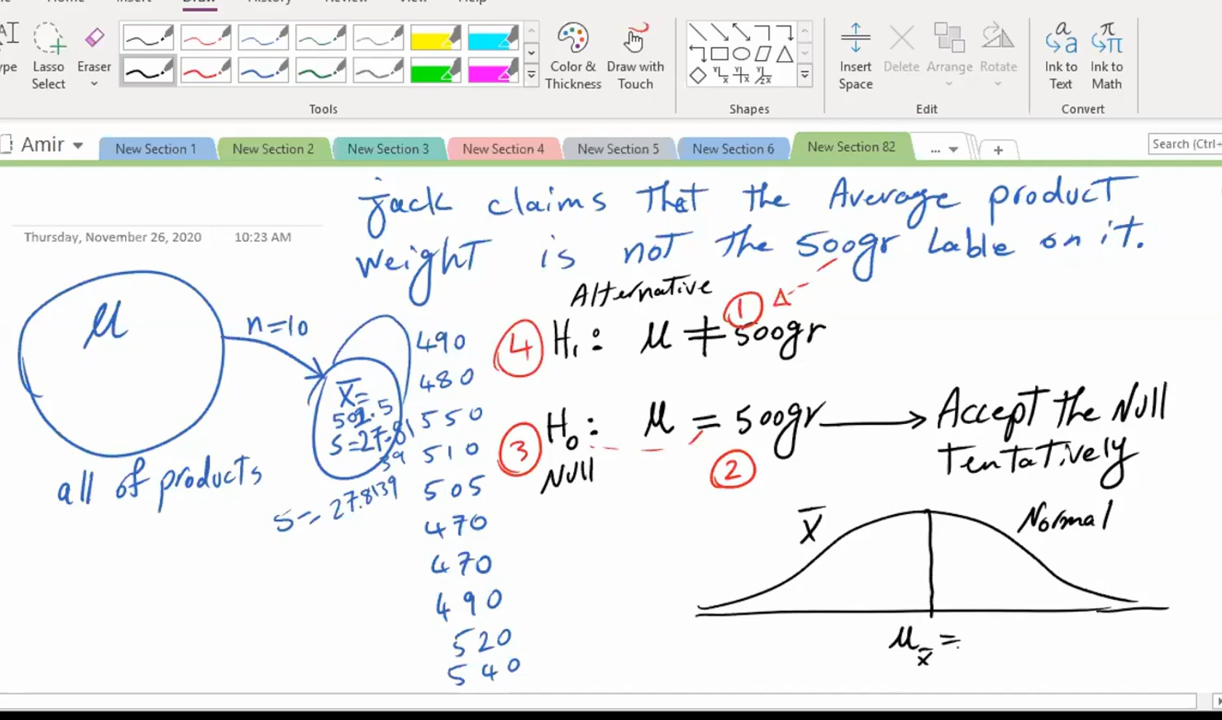 Home Insert Draw History Review View Help
Type
Lasso Select
Eraser
Color & Thickness
Draw with Touch
Insert Space
Delete
Arrange
Rotate
Ink to Text
Ink to Math
Tools
Shapes
Edit
Convert
Amir
New Section 1
New Section 2
New Section 3
New Section 4
New Section 5
New Section 6
New Section 82
...
+
Search (Ctrl+
Thursday, November 26, 2020 10:23 AM
jack claims that the Average product
weight is not the 500gr lable on it.
Alternative
1
4 H₁: μ ≠ 500gr
3 H₀: μ = 500gr → Accept the Null
Tentatively
Null
2
μ
n=10
all of products
X̄=
502.5
S=27.81
39
S= 27.8139
490
480
550
510
505
470
470
490
520
540
X̄
Normal
μx̄ =